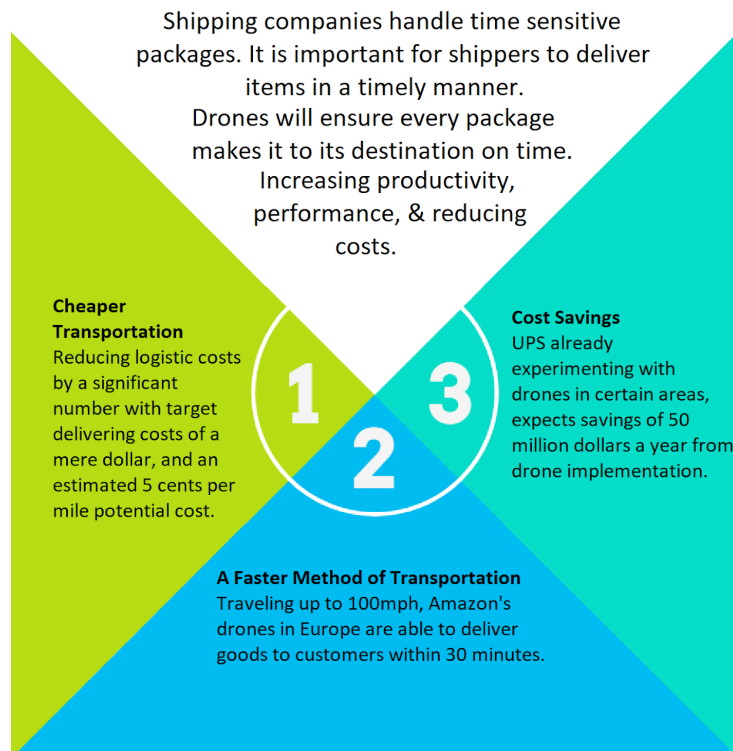 Shipping companies handle time sensitive
packages. It is important for shippers to deliver
items in a timely manner.
Drones will ensure every package
makes it to its destination on time.
Increasing productivity,
performance, & reducing
costs.
1
Cheaper
Transportation
Reducing logistic costs
by a significant
number with target
delivering costs of a
mere dollar, and an
estimated 5 cents per
mile potential cost.
2
A Faster Method of Transportation
Traveling up to 100mph, Amazon's
drones in Europe are able to deliver
goods to customers within 30 minutes.
3
Cost Savings
UPS already
experimenting with
drones in certain areas,
expects savings of 50
million dollars a year from
drone implementation.